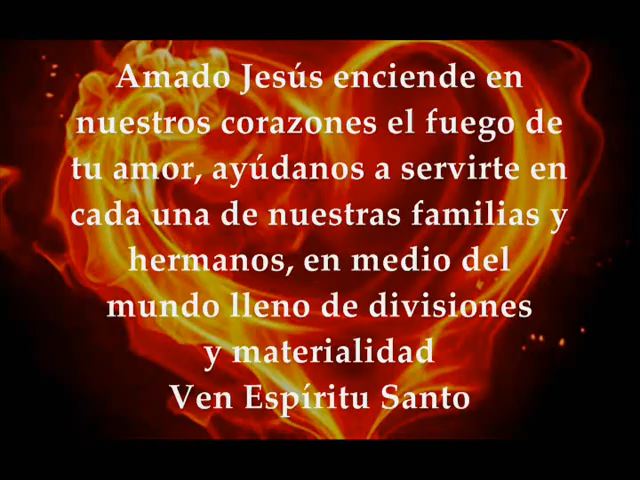 Amado Jesús enciende en
nuestros corazones el fuego de
tu amor, ayúdanos a servirte en
cada una de nuestras familias y
hermanos, en medio del
mundo lleno de divisiones
y materialidad
Ven Espíritu Santo